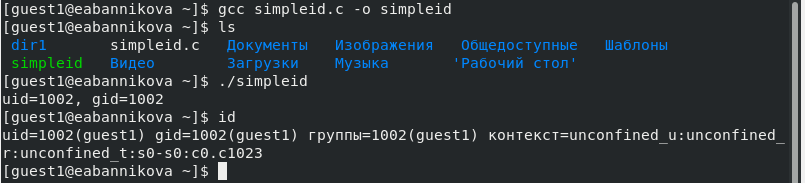 [guest1@eabannikova ~]$ gcc simpleid.c -o simpleid
[guest1@eabannikova ~]$ ls
dir1 simpleid.c Документы Изображения Общедоступные Шаблоны
simpleid Видео Загрузки Музыка 'Рабочий стол'
[guest1@eabannikova ~]$ ./simpleid
uid=1002, gid=1002
[guest1@eabannikova ~]$ id
uid=1002(guest1) gid=1002(guest1) группы=1002(guest1) контекст=unconfined_u:unconfined_
r:unconfined_t:s0-s0:c0.c1023
[guest1@eabannikova ~]$